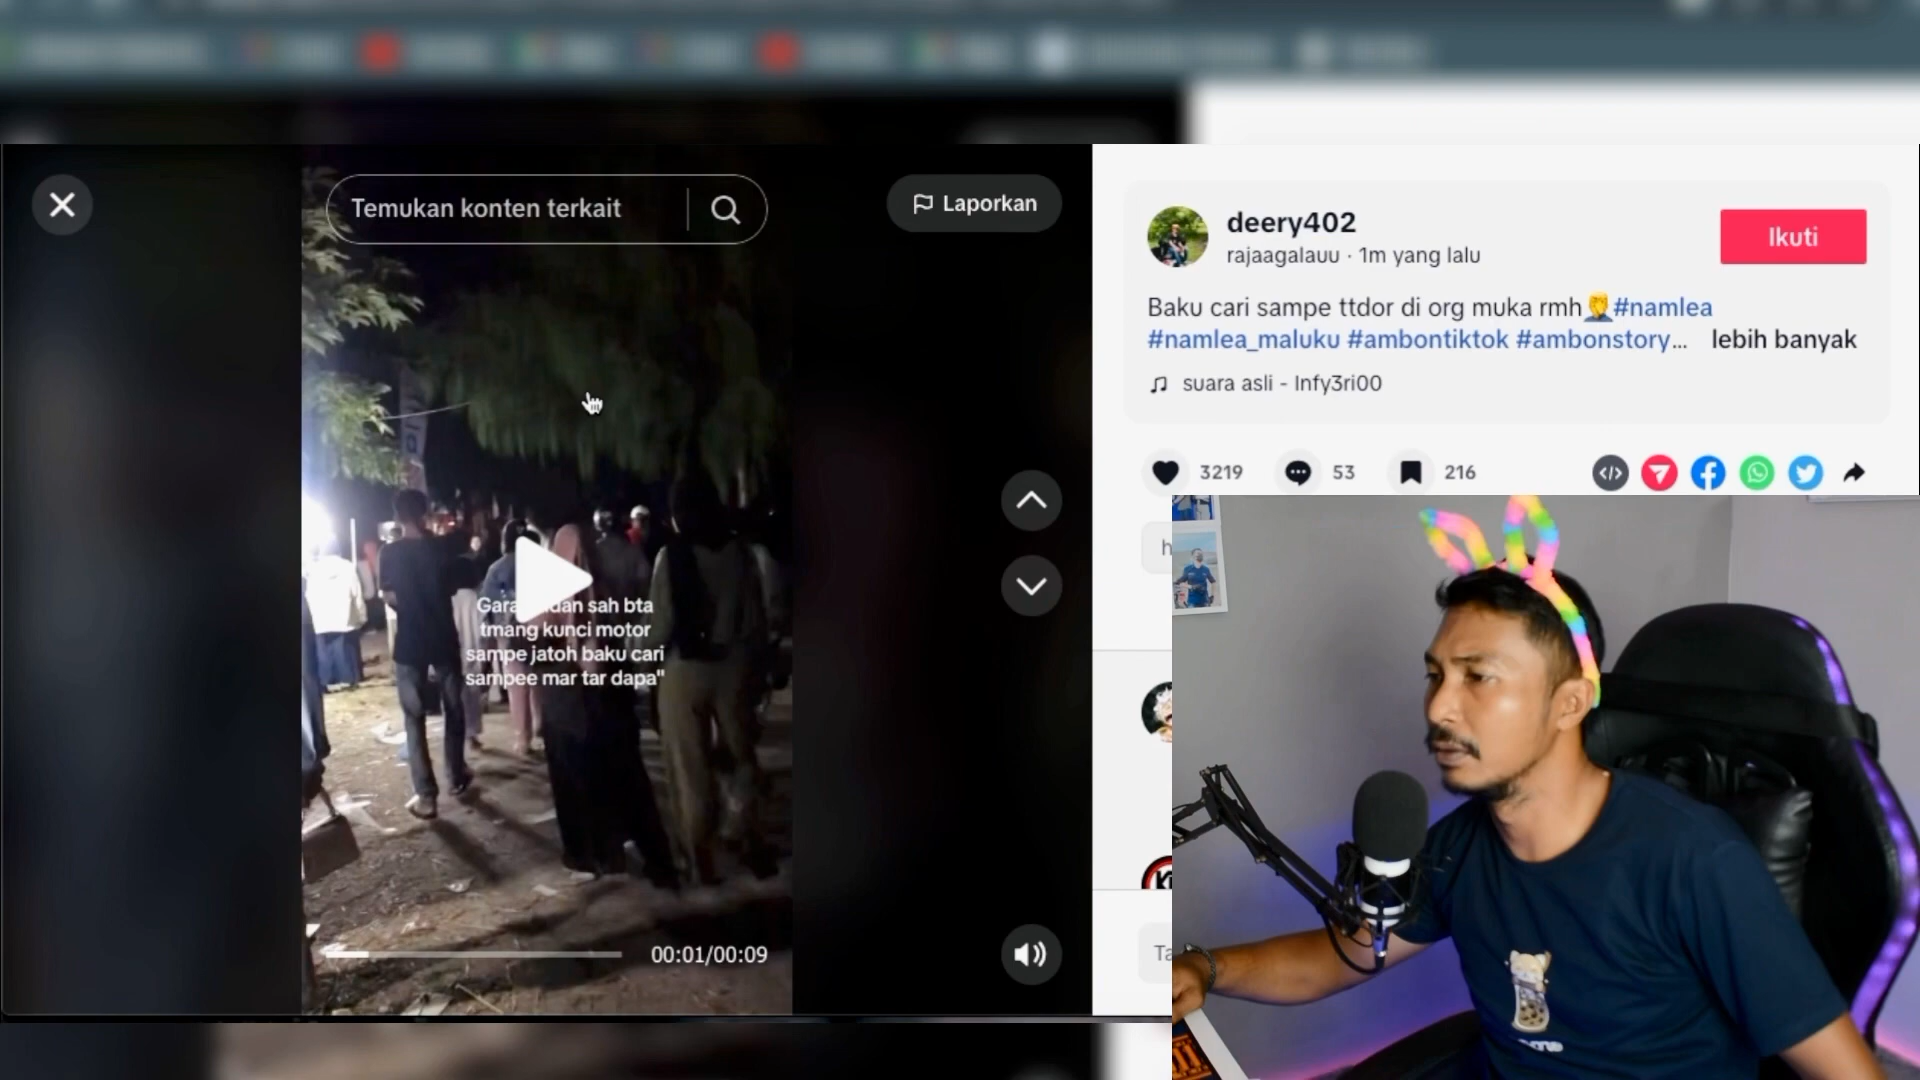 Temukan konten terkait
Laporkan
deery402
rajaagalauu · 1m yang lalu
Ikuti
Baku cari sampe ttdor di org muka rmh🤦#namlea
#namlea_maluku #ambontiktok #ambonstory... lebih banyak
suara asli - Infy3ri00
3219
53
216
sah bta
tmang kunci motor
sampe jatoh baku cari
sampee mar tar dapa"
00:01/00:09